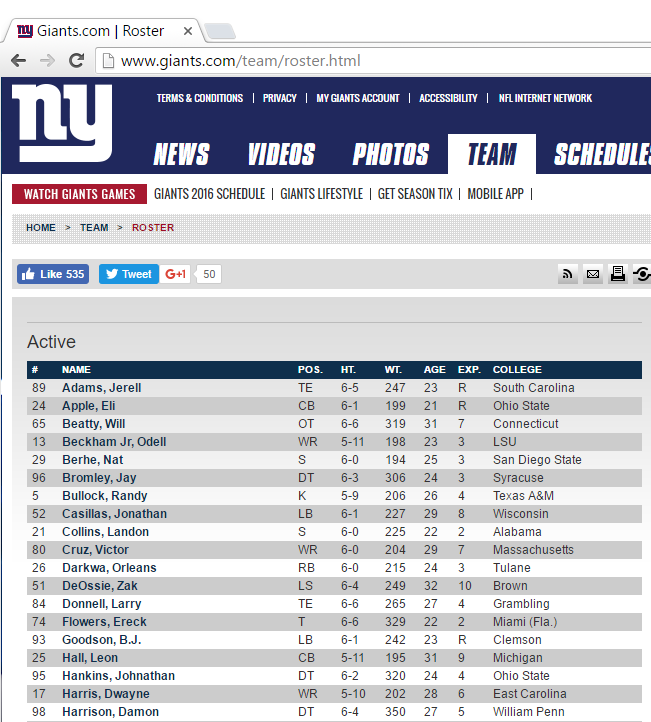 ny Giants.com | Roster ×
www.giants.com/team/roster.html
ny
TERMS & CONDITIONS | PRIVACY | MY GIANTS ACCOUNT | ACCESSIBILITY | NFL INTERNET NETWORK
NEWS VIDEOS PHOTOS TEAM SCHEDULES
WATCH GIANTS GAMES GIANTS 2016 SCHEDULE | GIANTS LIFESTYLE | GET SEASON TIX | MOBILE APP |
HOME > TEAM > ROSTER
Like 535 Tweet G+1 50
Active
# NAME POS. HT. WT. AGE EXP. COLLEGE
89 Adams, Jerell TE 6-5 247 23 R South Carolina
24 Apple, Eli CB 6-1 199 21 R Ohio State
65 Beatty, Will OT 6-6 319 31 7 Connecticut
13 Beckham Jr, Odell WR 5-11 198 23 3 LSU
29 Berhe, Nat S 6-0 194 25 3 San Diego State
96 Bromley, Jay DT 6-3 306 24 3 Syracuse
5 Bullock, Randy K 5-9 206 26 4 Texas A&M
52 Casillas, Jonathan LB 6-1 227 29 8 Wisconsin
21 Collins, Landon S 6-0 225 22 2 Alabama
80 Cruz, Victor WR 6-0 204 29 7 Massachusetts
26 Darkwa, Orleans RB 6-0 215 24 3 Tulane
51 DeOssie, Zak LS 6-4 249 32 10 Brown
84 Donnell, Larry TE 6-6 265 27 4 Grambling
74 Flowers, Ereck T 6-6 329 22 2 Miami (Fla.)
93 Goodson, B.J. LB 6-1 242 23 R Clemson
25 Hall, Leon CB 5-11 195 31 9 Michigan
95 Hankins, Johnathan DT 6-2 320 24 4 Ohio State
17 Harris, Dwayne WR 5-10 202 28 6 East Carolina
98 Harrison, Damon DT 6-4 350 27 5 William Penn